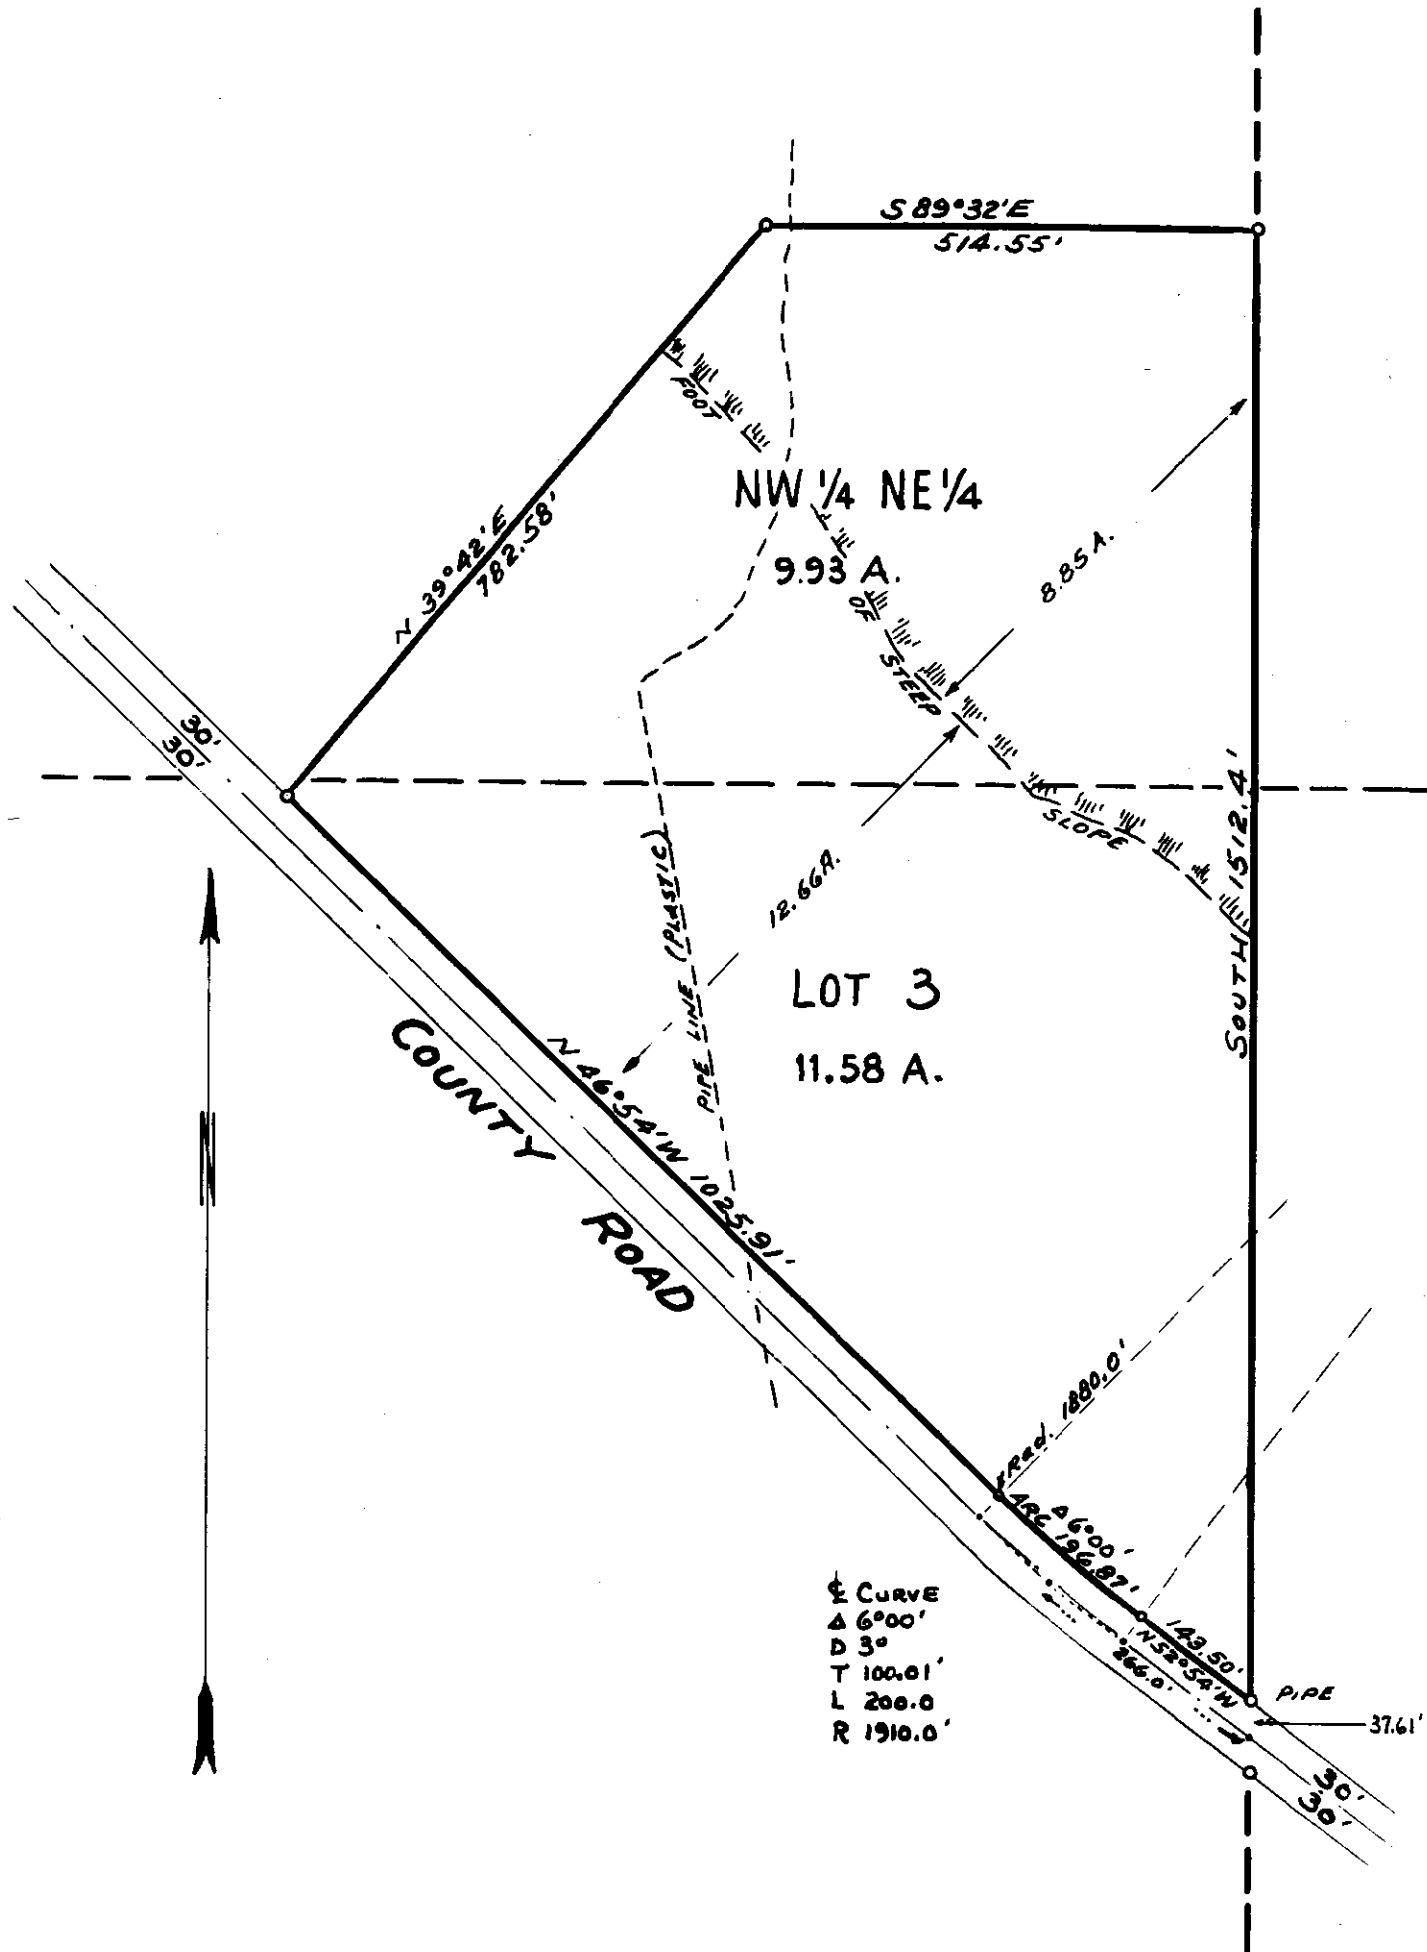 S 89°32'E
514.55'
FOOT
NW 1/4 NE 1/4
9.93 A.
N 39°42'E
782.58'
8.85 A.
OF
STEEP
30'
30'
SLOPE
SOUTH 1512.4'
12.66 A.
PIPE LINE (PLASTIC)
LOT 3
11.58 A.
N 46°54'W 1025.91'
COUNTY ROAD
N
Rad. 1880.0'
Δ 6°00'
ARC 196.87'
143.50'
N 52°54'W
266.0'
℄ CURVE
Δ 6°00'
D 3°
T 100.01'
L 200.0
R 1910.0'
PIPE
37.61'
30'
30'